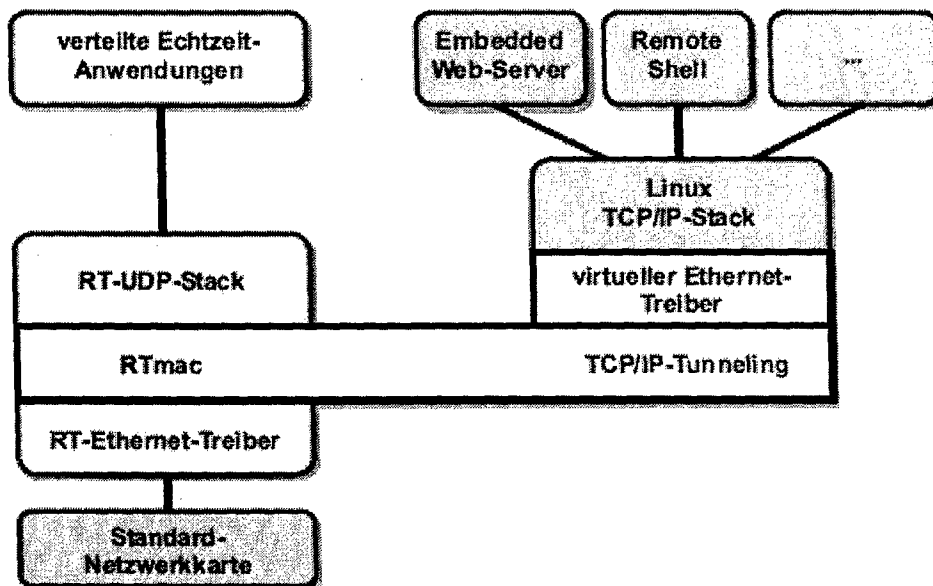 verteilte Echtzeit-
Anwendungen
Embedded
Web-Server
Remote
Shell
...
Linux
TCP/IP-Stack
RT-UDP-Stack
virtueller Ethernet-
Treiber
RTmac
TCP/IP-Tunneling
RT-Ethernet-Treiber
Standard-
Netzwerkkarte